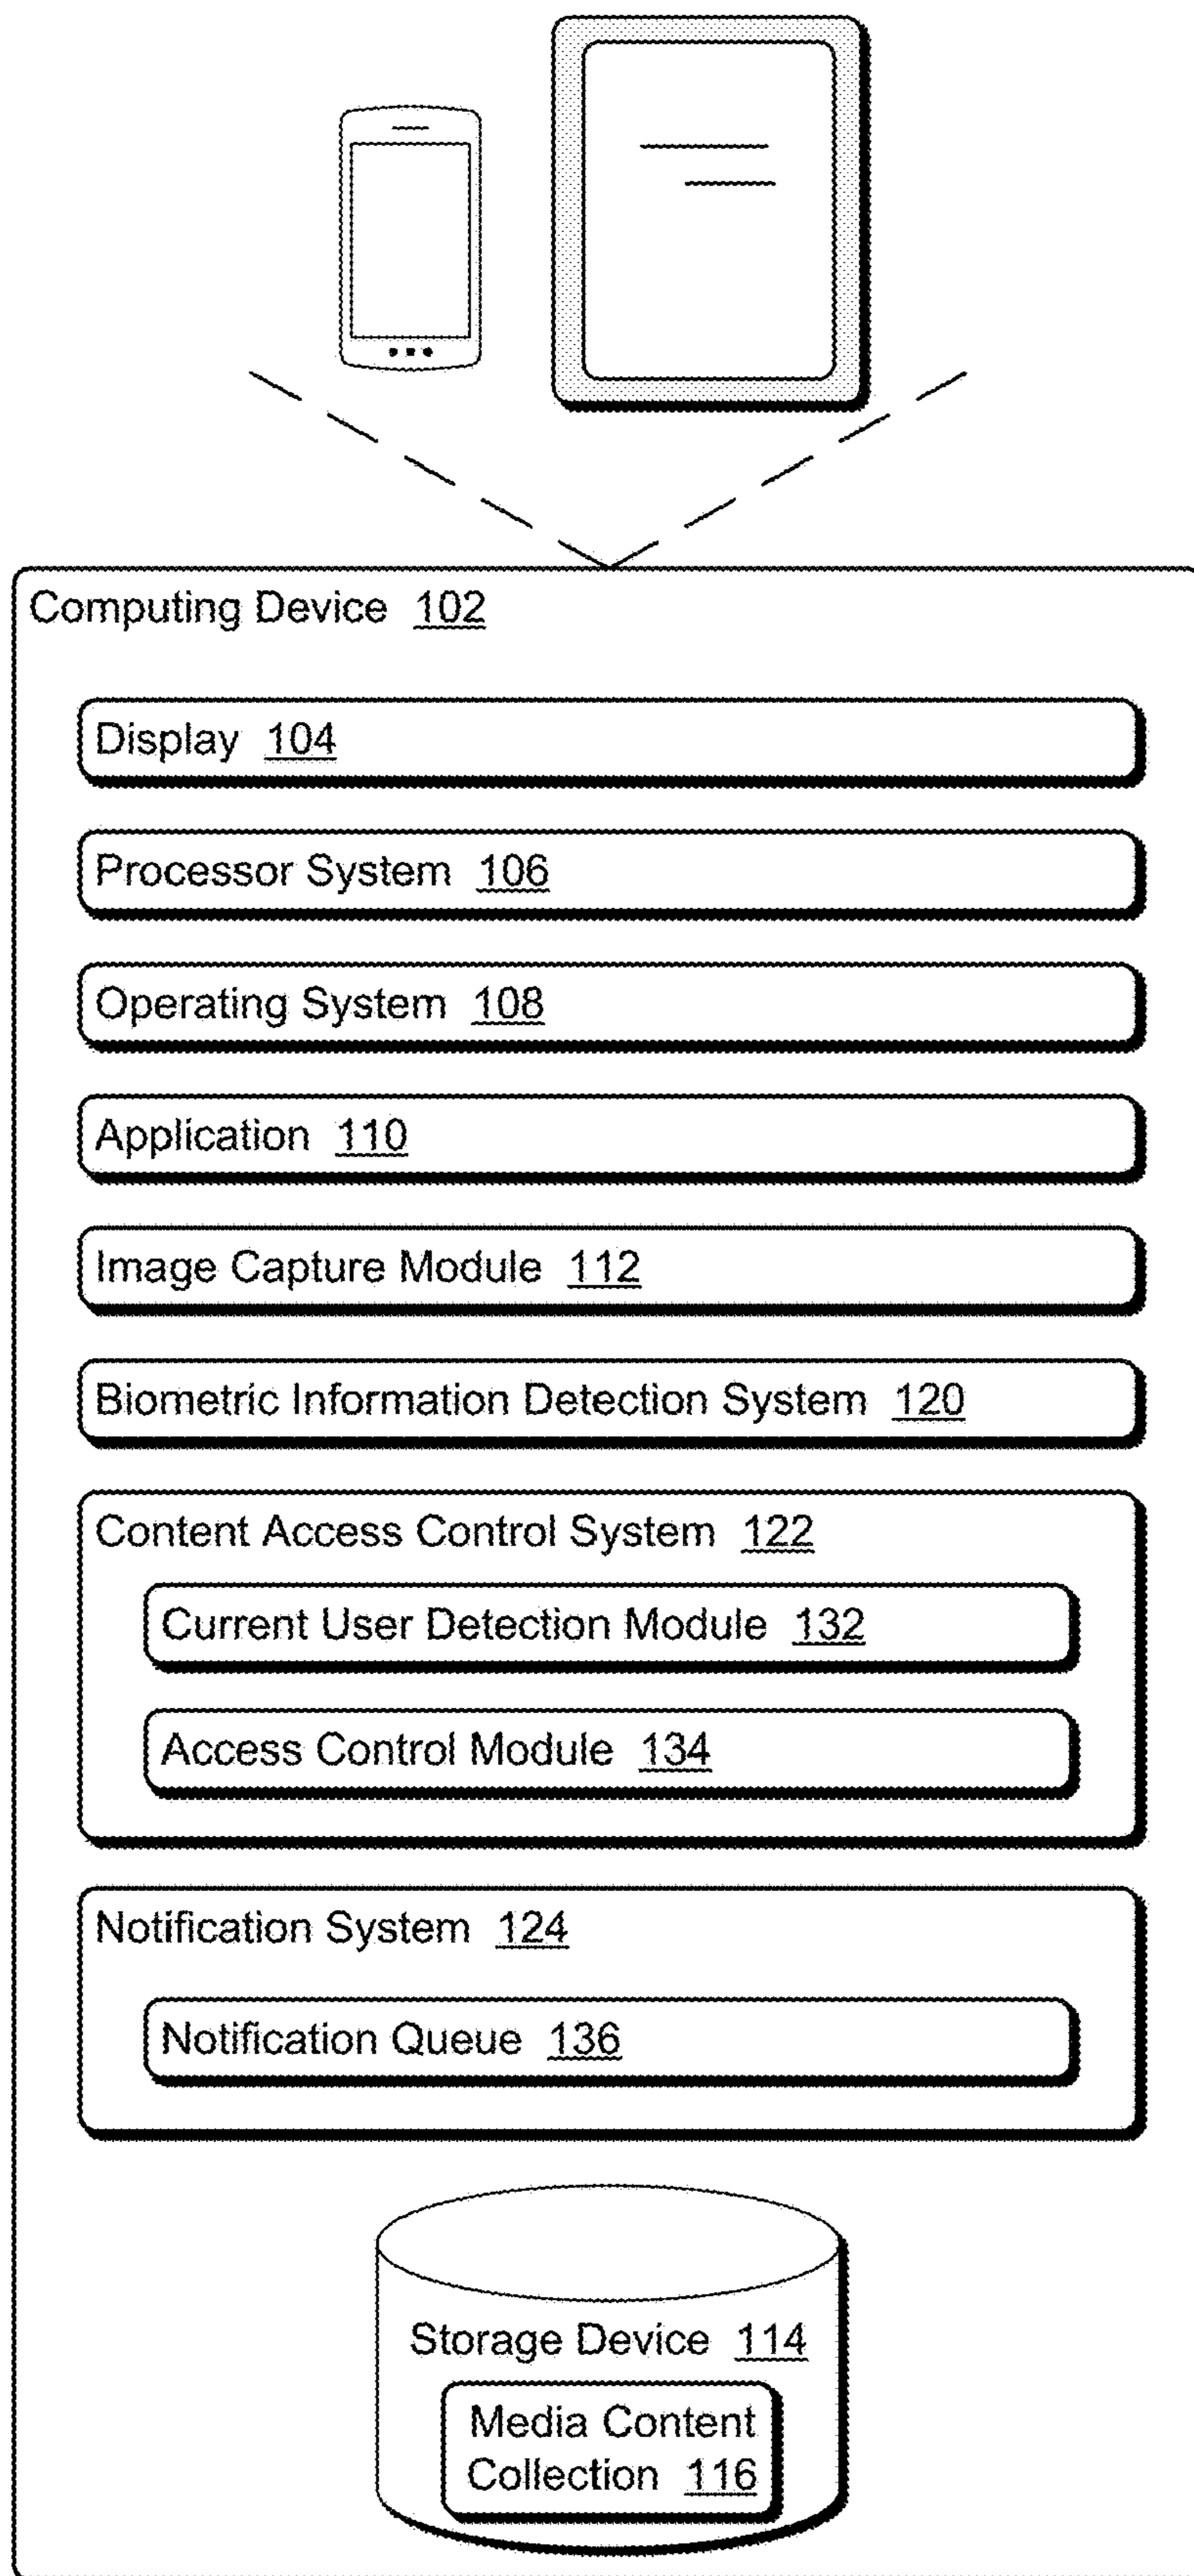 Computing Device 102
Display 104
Processor System 106
Operating System 108
Application 110
Image Capture Module 112
Biometric Information Detection System 120
Content Access Control System 122
Current User Detection Module 132
Access Control Module 134
Notification System 124
Notification Queue 136
Storage Device 114
Media Content
Collection 116